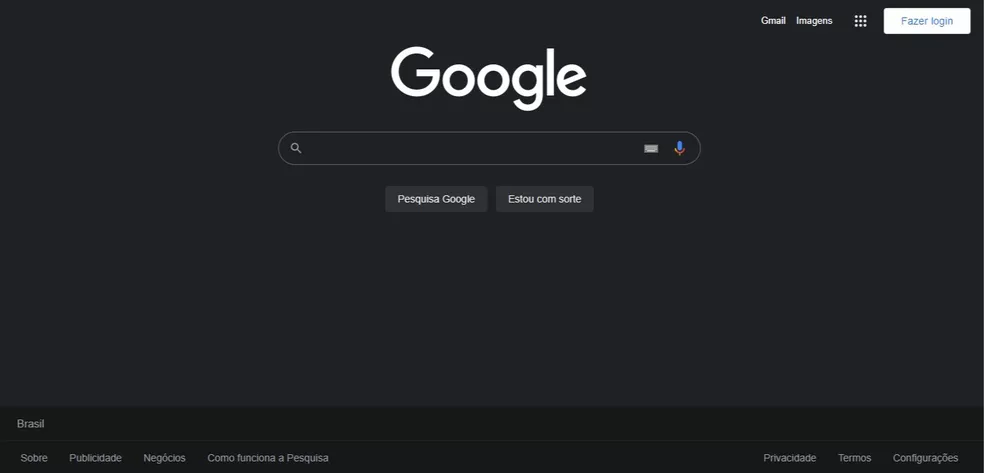 Gmail Imagens Fazer login
Google
Pesquisa Google Estou com sorte
Brasil
Sobre Publicidade Negócios Como funciona a Pesquisa Privacidade Termos Configurações